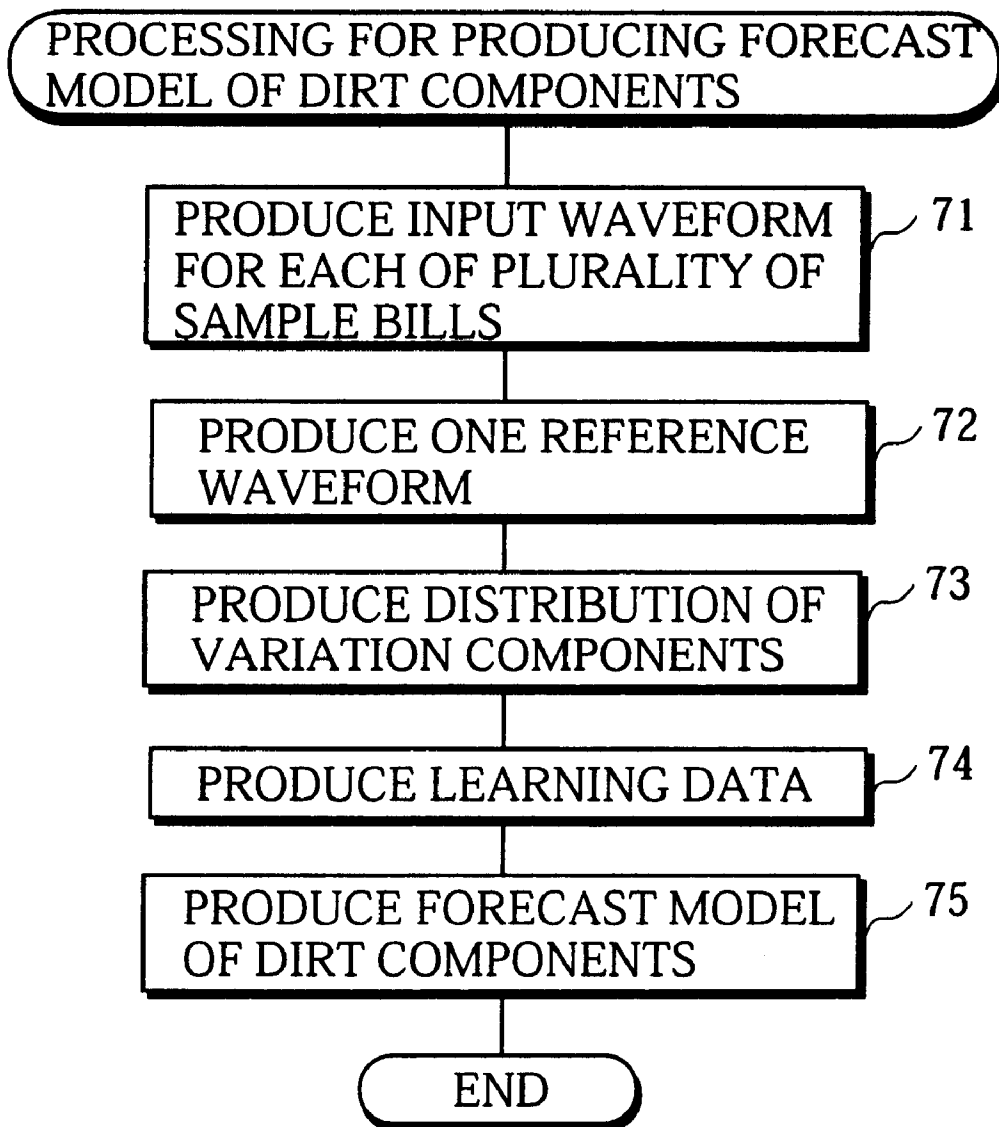 PROCESSING FOR PRODUCING FORECAST
MODEL OF DIRT COMPONENTS
PRODUCE INPUT WAVEFORM
FOR EACH OF PLURALITY OF
SAMPLE BILLS
71
PRODUCE ONE REFERENCE
WAVEFORM
72
PRODUCE DISTRIBUTION OF
VARIATION COMPONENTS
73
PRODUCE LEARNING DATA
74
PRODUCE FORECAST MODEL
OF DIRT COMPONENTS
75
END